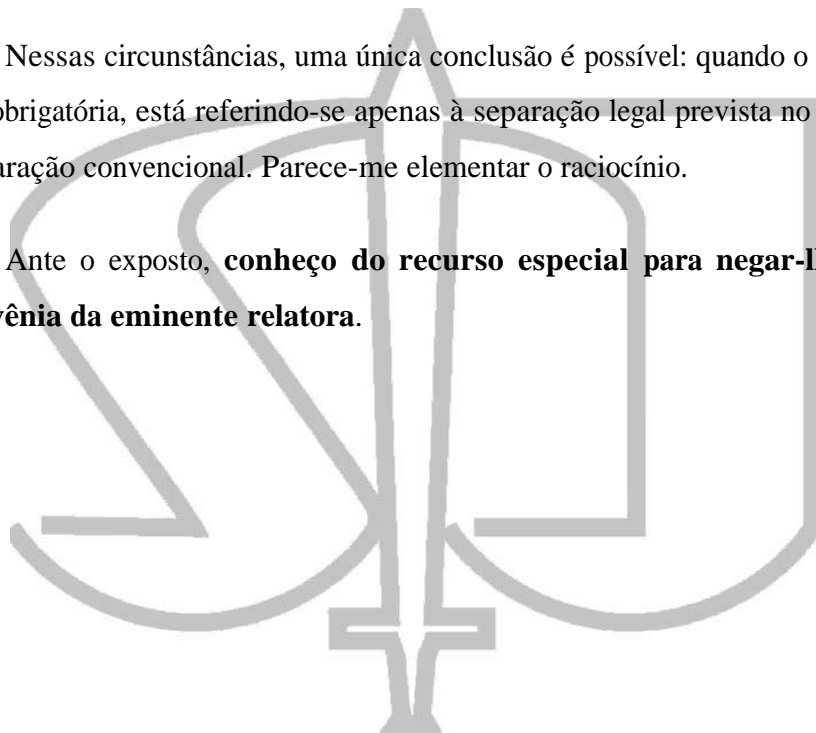 Nessas circunstâncias, uma única conclusão é possível: quando o
obrigatória, está referindo-se apenas à separação legal prevista no
aração convencional. Parece-me elementar o raciocínio.
Ante o exposto, conheço do recurso especial para negar-l
vênia da eminente relatora.